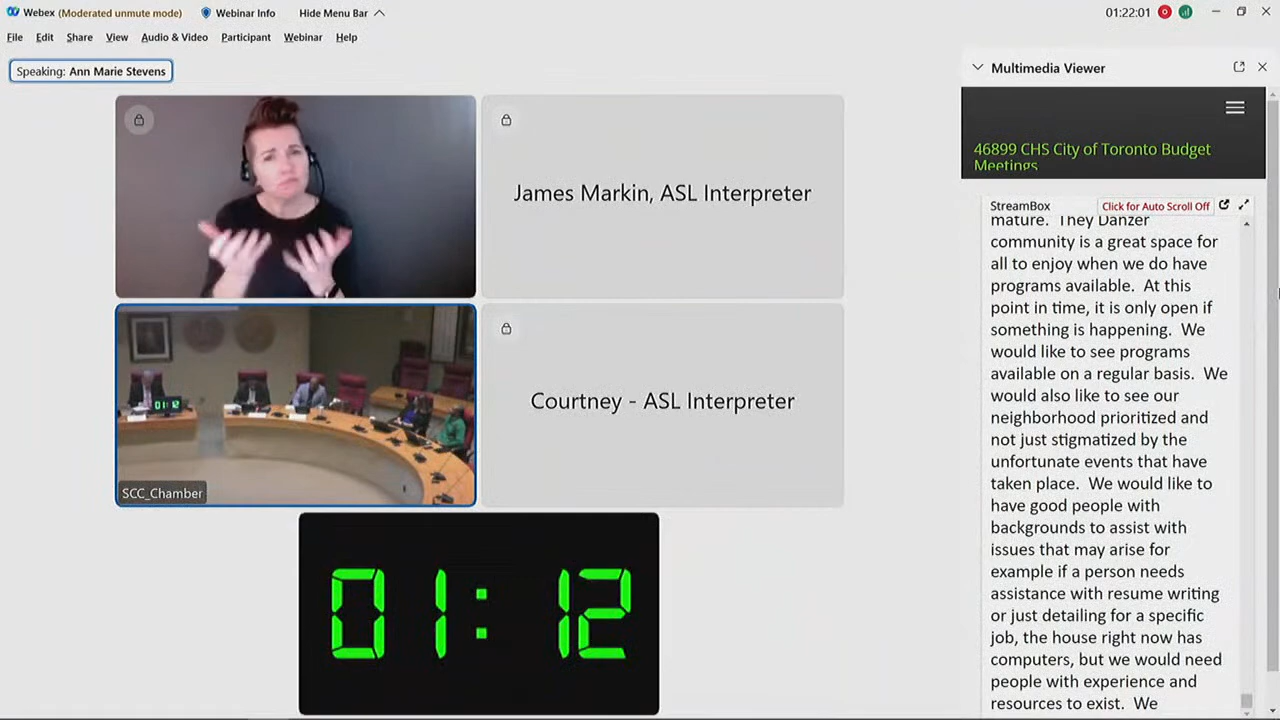 Webex (Moderated unmute mode) Webinar Info Hide Menu Bar 01:22:01
File Edit Share View Audio & Video Participant Webinar Help
Speaking: Ann Marie Stevens
James Markin, ASL Interpreter
SCC_Chamber
01:12
Courtney - ASL Interpreter
01:12
Multimedia Viewer
46899 CHS City of Toronto Budget
Meetings
StreamBox Click for Auto Scroll Off
mature. They Danzer
community is a great space for
all to enjoy when we do have
programs available. At this
point in time, it is only open if
something is happening. We
would like to see programs
available on a regular basis. We
would also like to see our
neighborhood prioritized and
not just stigmatized by the
unfortunate events that have
taken place. We would like to
have good people with
backgrounds to assist with
issues that may arise for
example if a person needs
assistance with resume writing
or just detailing for a specific
job, the house right now has
computers, but we would need
people with experience and
resources to exist. We